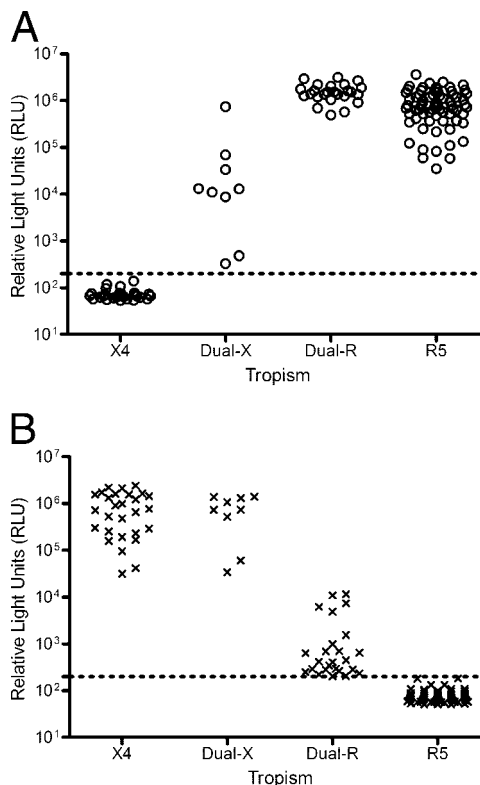 A
10^7
10^6
10^5
10^4
10^3
10^2
10^1
Relative Light Units (RLU)
X4 Dual-X Dual-R R5
Tropism
B
10^7
10^6
10^5
10^4
10^3
10^2
10^1
Relative Light Units (RLU)
X4 Dual-X Dual-R R5
Tropism